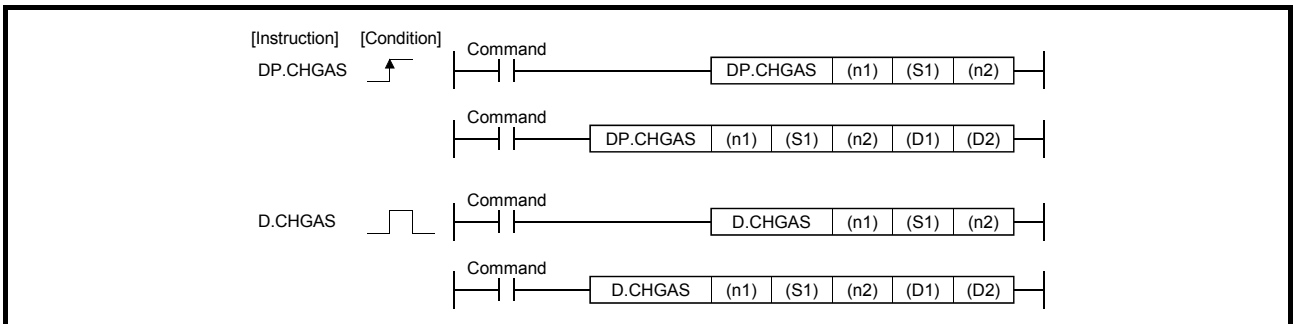 [Instruction] [Condition]
Command
DP.CHGAS DP.CHGAS (n1) (S1) (n2)
Command
DP.CHGAS (n1) (S1) (n2) (D1) (D2)
Command
D.CHGAS D.CHGAS (n1) (S1) (n2)
Command
D.CHGAS (n1) (S1) (n2) (D1) (D2)